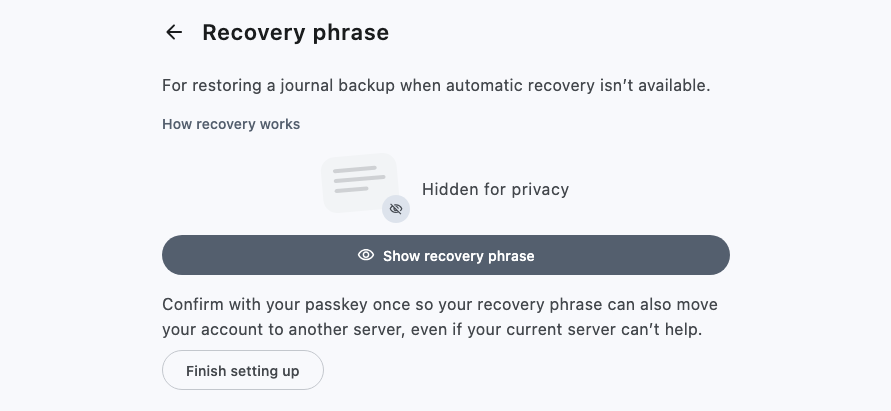 Recovery phrase
For restoring a journal backup when automatic recovery isn’t available.
How recovery works
Hidden for privacy
Show recovery phrase
Confirm with your passkey once so your recovery phrase can also move
your account to another server, even if your current server can’t help.
Finish setting up